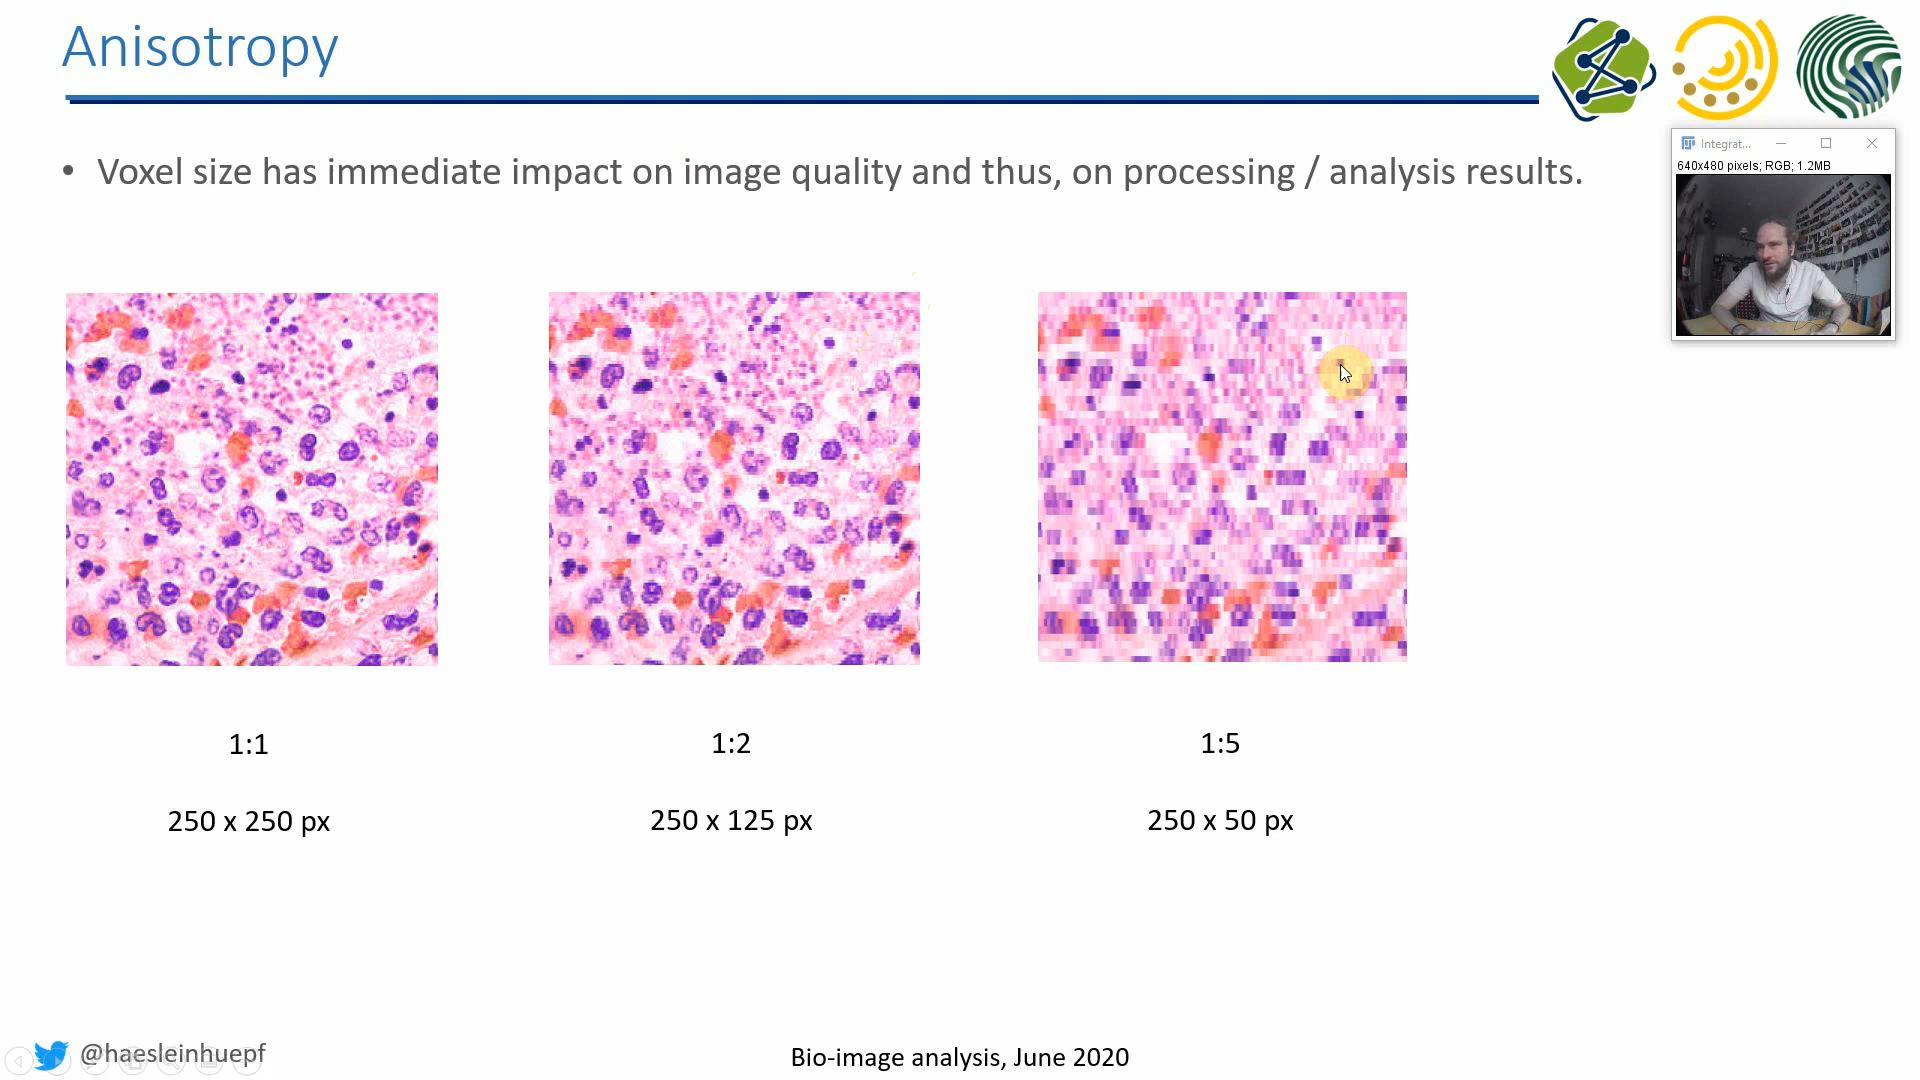 Anisotropy
• Voxel size has immediate impact on image quality and thus, on processing / analysis results.
Integrat...
640x480 pixels; RGB; 1.2MB
1:1
1:2
1:5
250 x 250 px
250 x 125 px
250 x 50 px
@haesleinhuepf
Bio-image analysis, June 2020